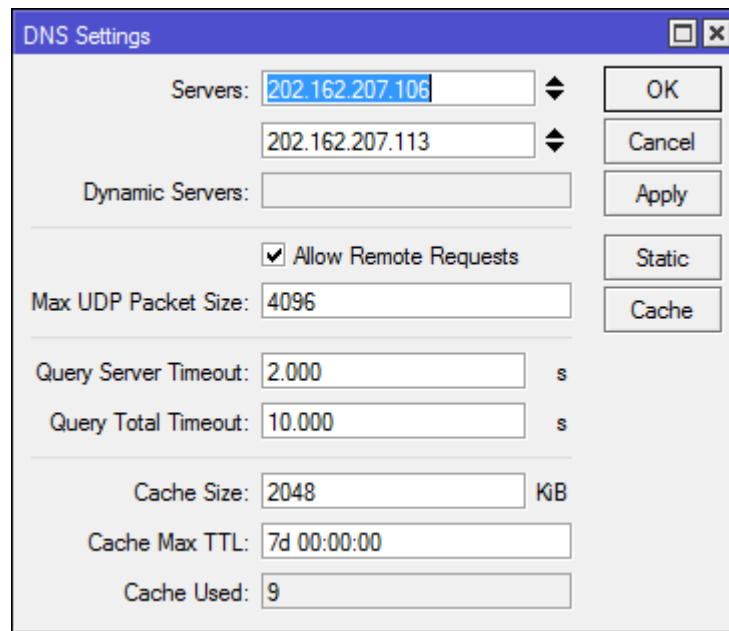 DNS Settings
Servers: 202.162.207.106 OK
202.162.207.113 Cancel
Dynamic Servers: Apply
Allow Remote Requests Static
Max UDP Packet Size: 4096 Cache
Query Server Timeout: 2.000 s
Query Total Timeout: 10.000 s
Cache Size: 2048 KiB
Cache Max TTL: 7d 00:00:00
Cache Used: 9